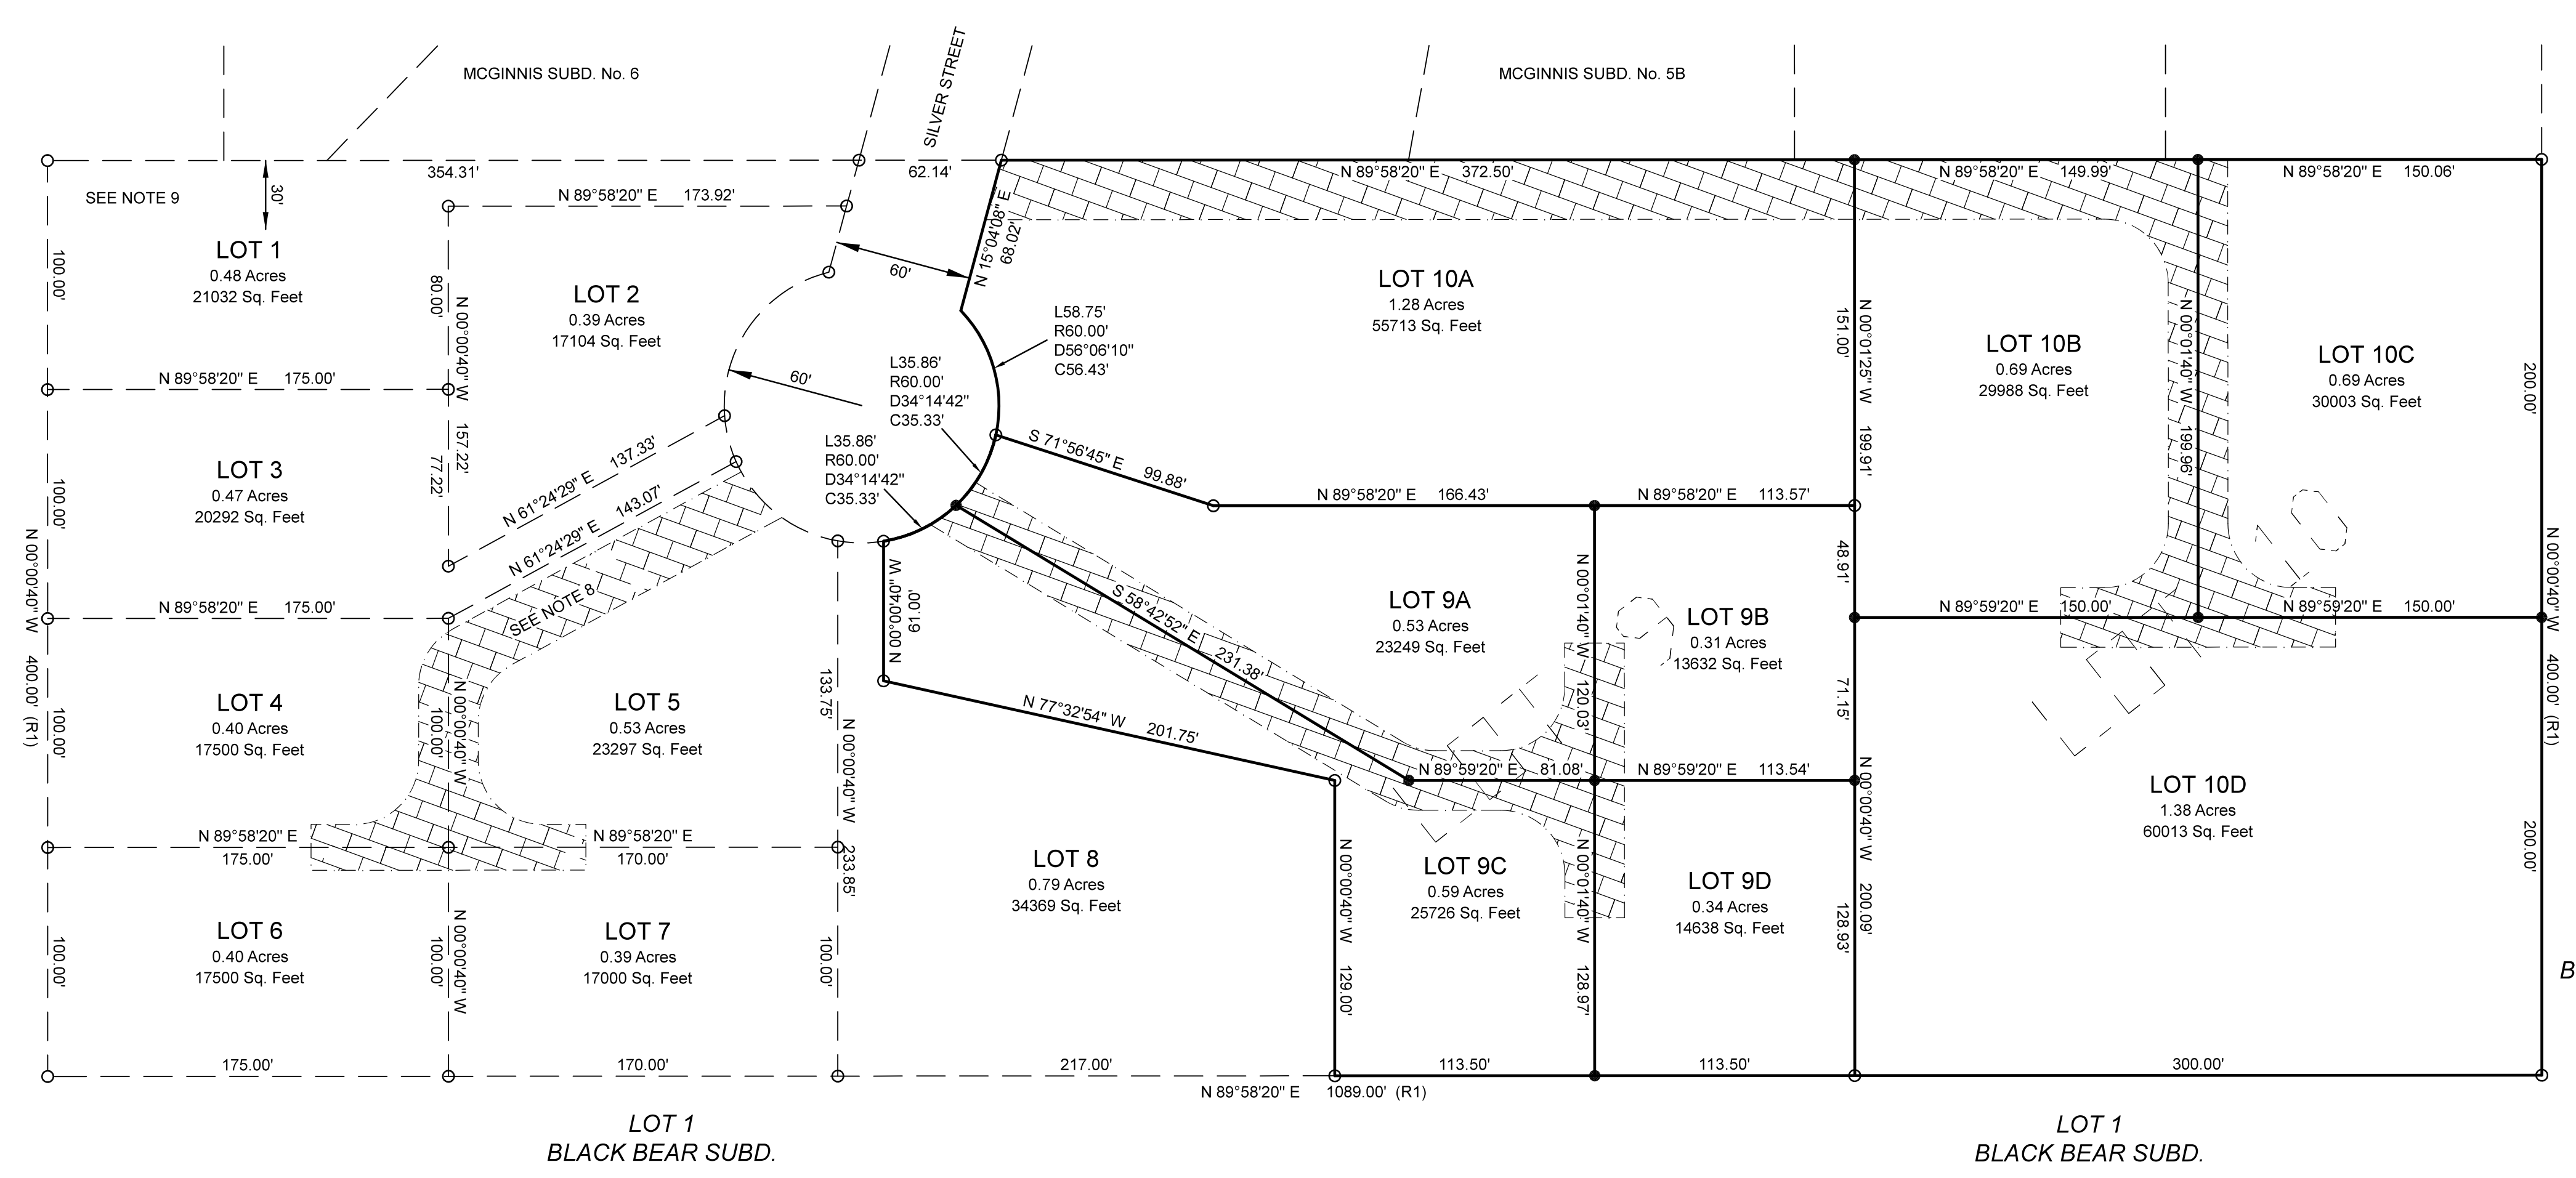 MCGINNIS SUBD. No. 6
SILVER STREET
MCGINNIS SUBD. No. 5B
354.31'
62.14'
N 89°58'20" E 372.50'
N 89°58'20" E 149.99'
N 89°58'20" E 150.06'
SEE NOTE 9
30'
N 89°58'20" E 173.92'
N 15°04'08" E
68.02'
LOT 1
0.48 Acres
21032 Sq. Feet
100.00'
80.00'
N 00°00'40" W
157.22'
77.22'
LOT 2
0.39 Acres
17104 Sq. Feet
60'
60'
L58.75'
R60.00'
D56°06'10"
C56.43'
L35.86'
R60.00'
D34°14'42"
C35.33'
L35.86'
R60.00'
D34°14'42"
C35.33'
LOT 10A
1.28 Acres
55713 Sq. Feet
151.00'
N 00°01'25" W 199.91'
LOT 10B
0.69 Acres
29988 Sq. Feet
N 00°01'40" W 199.96'
LOT 10C
0.69 Acres
30003 Sq. Feet
200.00'
N 89°58'20" E 175.00'
LOT 3
0.47 Acres
20292 Sq. Feet
100.00'
N 61°24'29" E 137.33'
N 61°24'29" E 143.07'
SEE NOTE 8
S 71°56'45" E 99.88'
N 89°58'20" E 166.43'
N 89°58'20" E 113.57'
48.91'
N 00°00'40" W 400.00' (R1)
N 89°58'20" E 175.00'
N 00°00'40" W
61.00'
S 58°42'52" E 231.38'
LOT 9A
0.53 Acres
23249 Sq. Feet
N 00°01'40" W 120.03'
LOT 9B
0.31 Acres
13632 Sq. Feet
71.15'
N 89°59'20" E 150.00'
N 89°59'20" E 150.00'
N 00°00'40" W 400.00' (R1)
LOT 10
LOT 9
LOT 4
0.40 Acres
17500 Sq. Feet
100.00'
100.00'
N 00°00'40" W
LOT 5
0.53 Acres
23297 Sq. Feet
133.75'
N 00°00'40" W 233.85'
N 77°32'54" W 201.75'
N 89°59'20" E 81.08'
N 89°59'20" E 113.54'
N 00°00'40" W 200.09'
LOT 10D
1.38 Acres
60013 Sq. Feet
200.00'
N 89°58'20" E
175.00'
N 89°58'20" E
170.00'
LOT 8
0.79 Acres
34369 Sq. Feet
N 00°00'40" W 129.00'
LOT 9C
0.59 Acres
25726 Sq. Feet
N 00°01'40" W 128.97'
LOT 9D
0.34 Acres
14638 Sq. Feet
128.93'
LOT 6
0.40 Acres
17500 Sq. Feet
100.00'
100.00'
N 00°00'40" W
LOT 7
0.39 Acres
17000 Sq. Feet
100.00'
B
175.00'
170.00'
217.00'
113.50'
113.50'
300.00'
N 89°58'20" E 1089.00' (R1)
LOT 1
BLACK BEAR SUBD.
LOT 1
BLACK BEAR SUBD.